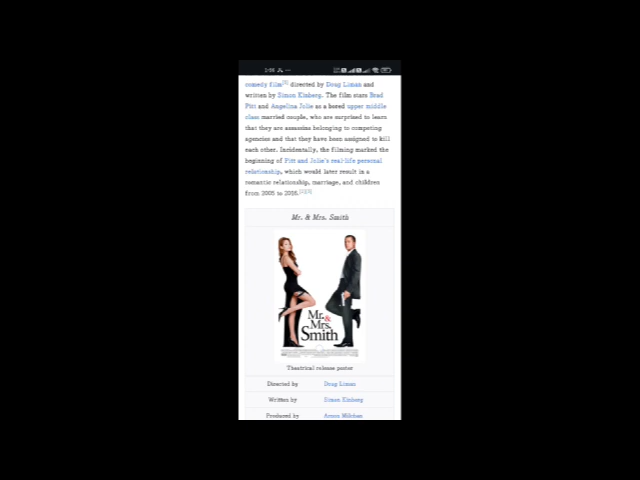 comedy film[2] directed by Doug Liman and
written by Simon Kinberg. The film stars Brad
Pitt and Angelina Jolie as a bored upper middle
class married couple, who are surprised to learn
that they are assassins belonging to competing
agencies and that they have been assigned to kill
each other. Incidentally, the filming marked the
beginning of Pitt and Jolie's real-life personal
relationship, which would later result in a
romantic relationship, marriage, and children
from 2005 to 2016.
Mr. & Mrs. Smith
Mr. &
Mrs.
Smith
Theatrical release poster
Directed by Doug Liman
Written by Simon Kinberg
Produced by Arnon Milchan